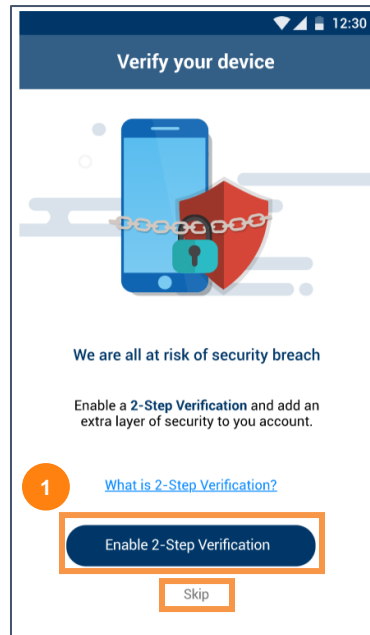 12:30
Verify your device
We are all at risk of security breach
Enable a 2-Step Verification and add an
extra layer of security to you account.
1
What is 2-Step Verification?
Enable 2-Step Verification
Skip